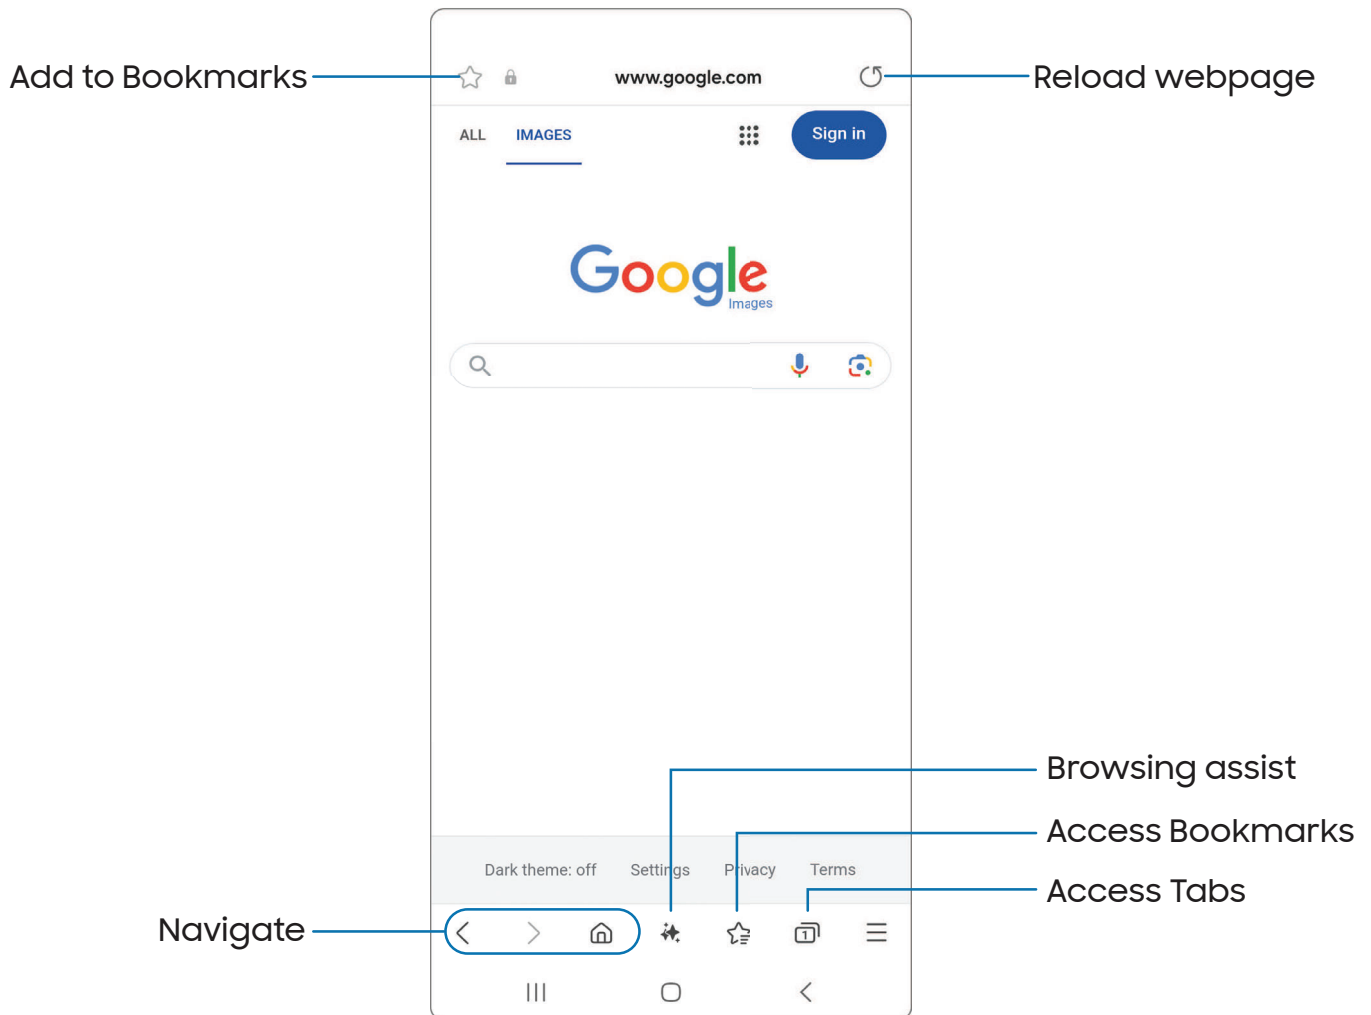 Add to Bookmarks
www.google.com
Reload webpage
ALL IMAGES
Sign in
Google
Images
Browsing assist
Access Bookmarks
Dark theme: off Settings Privacy Terms
Access Tabs
Navigate
1